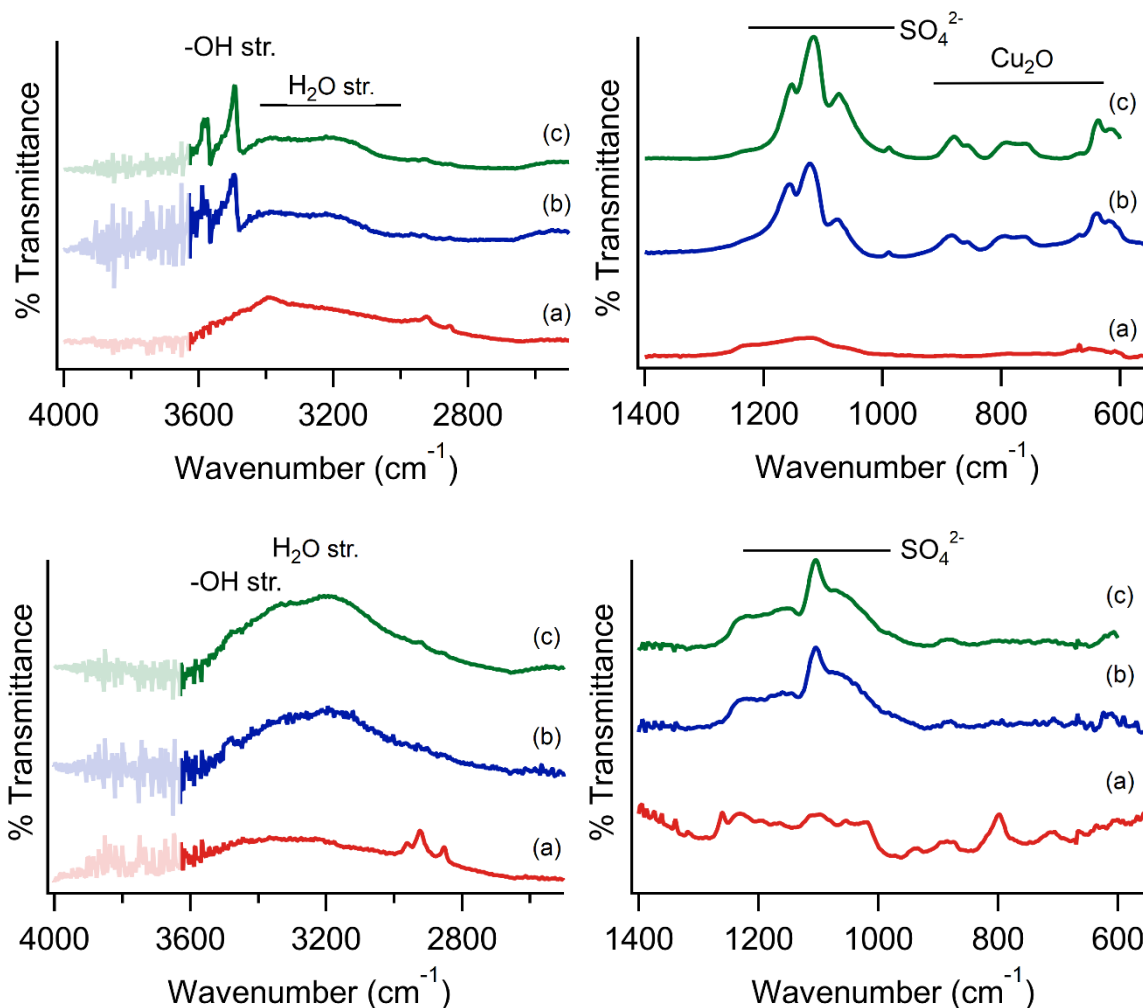 -OH str.
H₂O str.
(c)
(b)
(a)
% Transmittance
4000
3600
3200
2800
Wavenumber (cm⁻¹)
SO₄²⁻
Cu₂O
(c)
(b)
(a)
% Transmittance
1400
1200
1000
800
600
Wavenumber (cm⁻¹)
H₂O str.
-OH str.
(c)
(b)
(a)
% Transmittance
4000
3600
3200
2800
Wavenumber (cm⁻¹)
SO₄²⁻
(c)
(b)
(a)
% Transmittance
1400
1200
1000
800
600
Wavenumber (cm⁻¹)